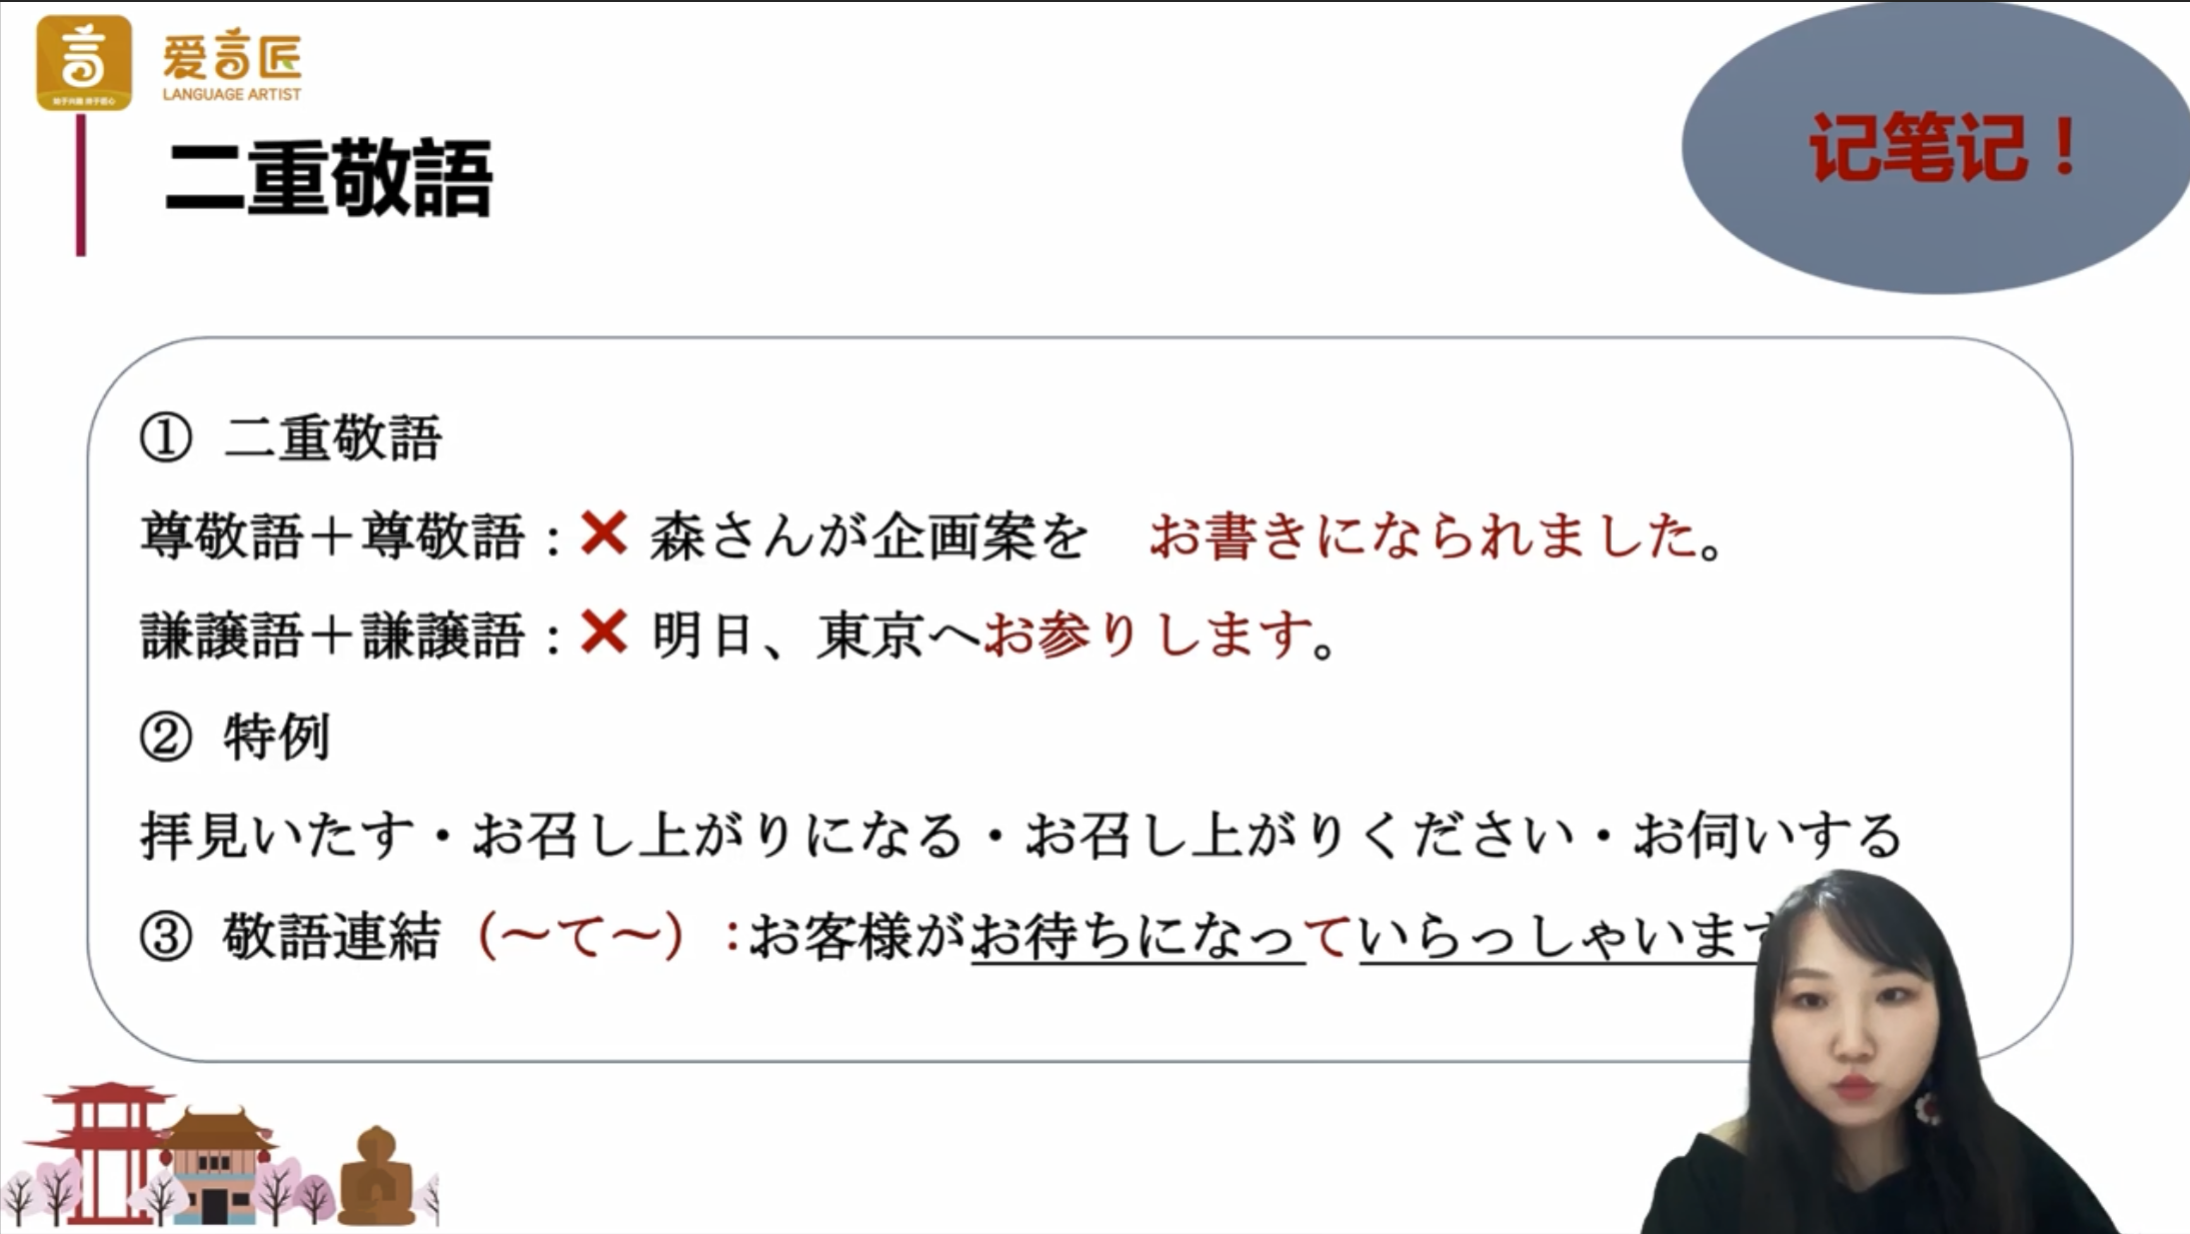 爱言匠
LANGUAGE ARTIST
二重敬語
记笔记！
① 二重敬語
尊敬語＋尊敬語：❌ 森さんが企画案を　お書きになられました。
謙譲語＋謙譲語：❌ 明日、東京へお参りします。
② 特例
拝見いたす・お召し上がりになる・お召し上がりください・お伺いする
③ 敬語連結（～て～）：お客様がお待ちになっていらっしゃいます